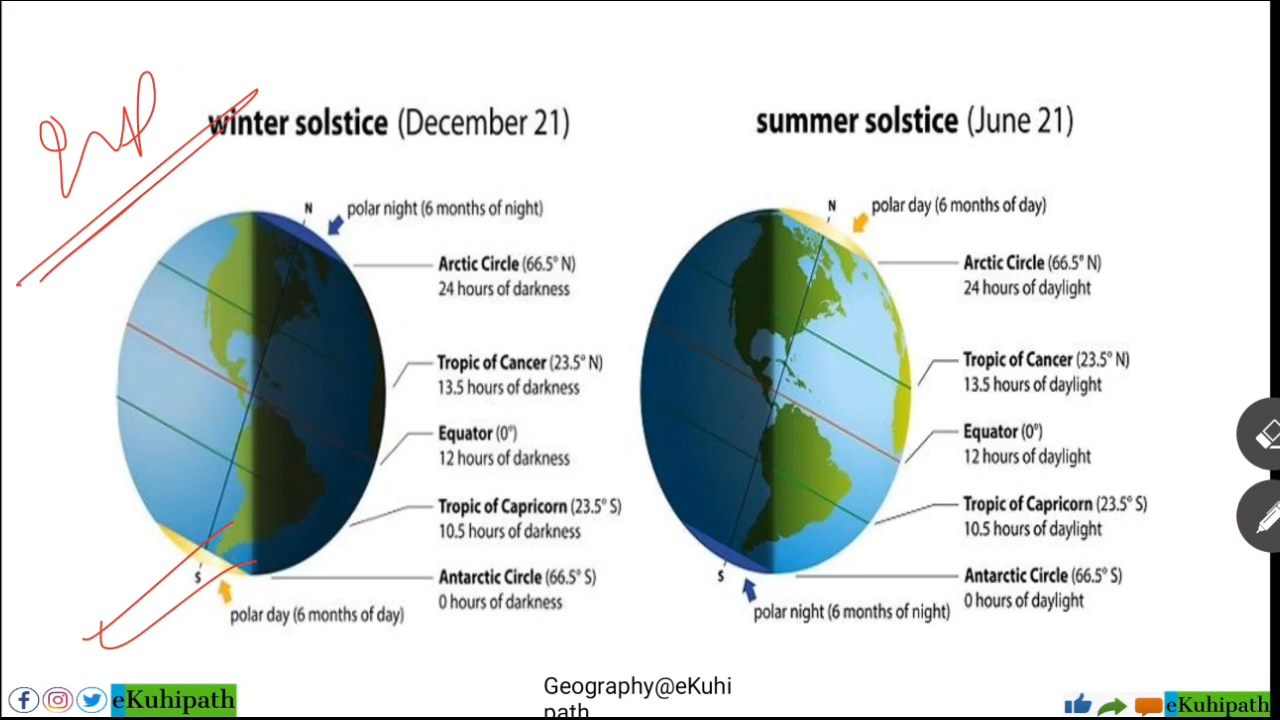 Imp
winter solstice (December 21)
N
polar night (6 months of night)
Arctic Circle (66.5° N)
24 hours of darkness
Tropic of Cancer (23.5° N)
13.5 hours of darkness
Equator (0°)
12 hours of darkness
Tropic of Capricorn (23.5° S)
10.5 hours of darkness
Antarctic Circle (66.5° S)
0 hours of darkness
S
polar day (6 months of day)
summer solstice (June 21)
N
polar day (6 months of day)
Arctic Circle (66.5° N)
24 hours of daylight
Tropic of Cancer (23.5° N)
13.5 hours of daylight
Equator (0°)
12 hours of daylight
Tropic of Capricorn (23.5° S)
10.5 hours of daylight
Antarctic Circle (66.5° S)
0 hours of daylight
S
polar night (6 months of night)
eKuhipath
Geography@eKuhi
path
eKuhipath